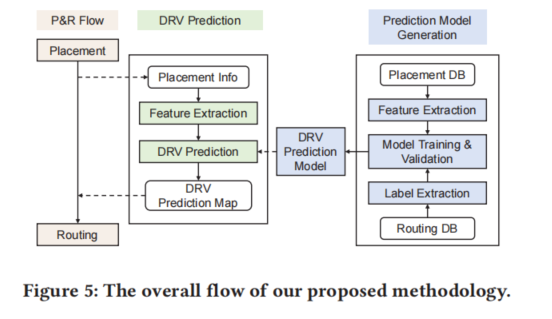 P&R Flow
DRV Prediction
Prediction Model
Generation
Placement
Placement Info
Feature Extraction
DRV Prediction
DRV
Prediction Map
Routing
DRV
Prediction
Model
Placement DB
Feature Extraction
Model Training &
Validation
Label Extraction
Routing DB
Figure 5: The overall flow of our proposed methodology.